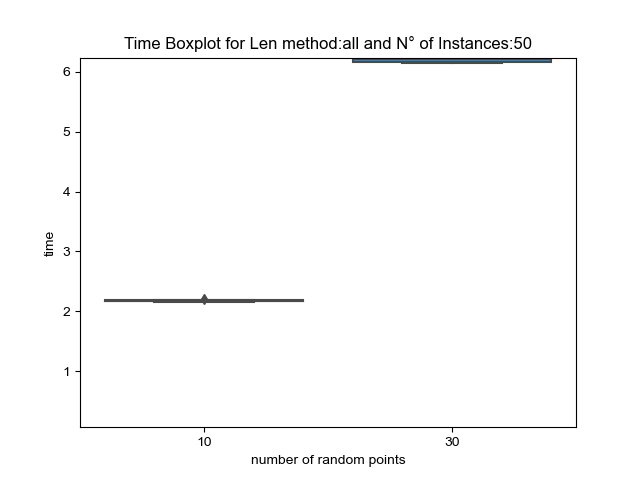 Time Boxplot for Len method:all and N° of Instances:50
6
5
4
3
2
1
time
10
30
number of random points